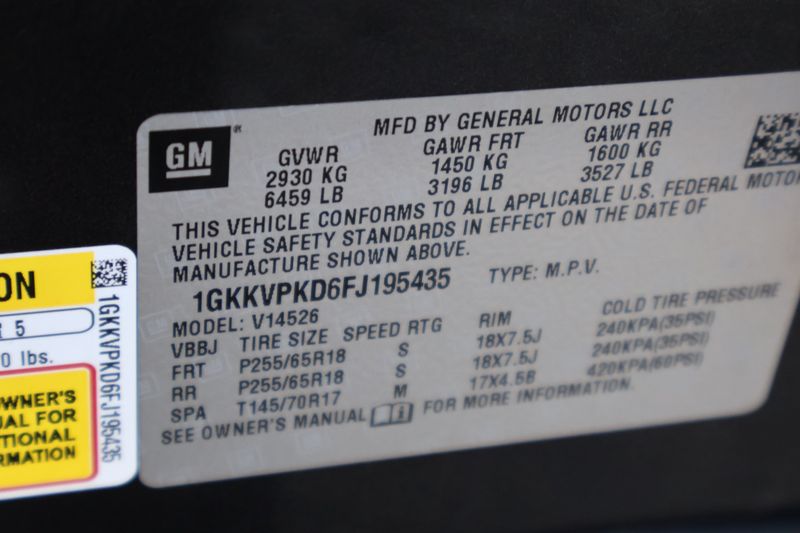 GM
MFD BY GENERAL MOTORS LLC
GVWR GAWR FRT GAWR RR
2930 KG 1450 KG 1600 KG
6459 LB 3196 LB 3527 LB
THIS VEHICLE CONFORMS TO ALL APPLICABLE U.S. FEDERAL MOTO
VEHICLE SAFETY STANDARDS IN EFFECT ON THE DATE OF
MANUFACTURE SHOWN ABOVE.
1GKKVPKD6FJ195435 TYPE: M.P.V.
MODEL: V14526
VBBJ TIRE SIZE SPEED RTG RIM COLD TIRE PRESSURE
FRT P255/65R18 S 18X7.5J 240KPA(35PSI)
RR P255/65R18 S 18X7.5J 240KPA(35PSI)
SPA T145/70R17 M 17X4.5B 420KPA(60PSI)
SEE OWNER'S MANUAL FOR MORE INFORMATION.
ON
R 5
0 lbs.
WNER'S
UAL FOR
TIONAL
RMATION
1GKKVPKD6FJ195435